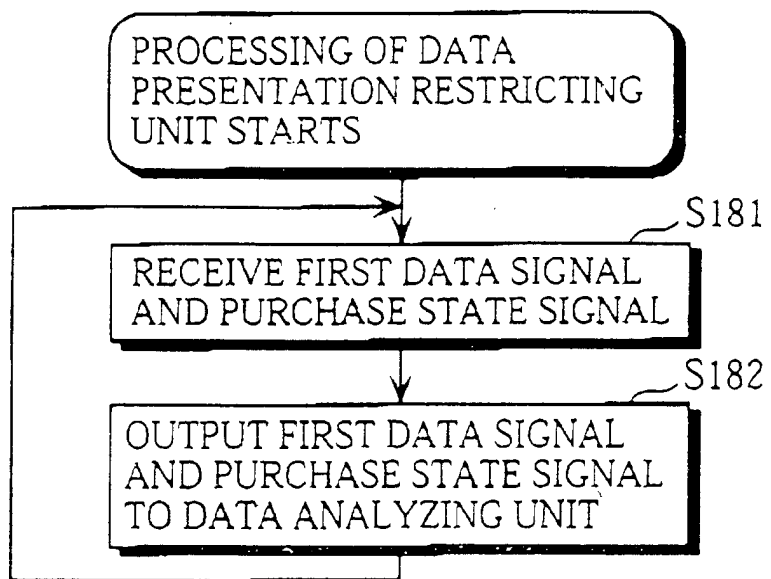 PROCESSING OF DATA
PRESENTATION RESTRICTING
UNIT STARTS
S181
RECEIVE FIRST DATA SIGNAL
AND PURCHASE STATE SIGNAL
S182
OUTPUT FIRST DATA SIGNAL
AND PURCHASE STATE SIGNAL
TO DATA ANALYZING UNIT